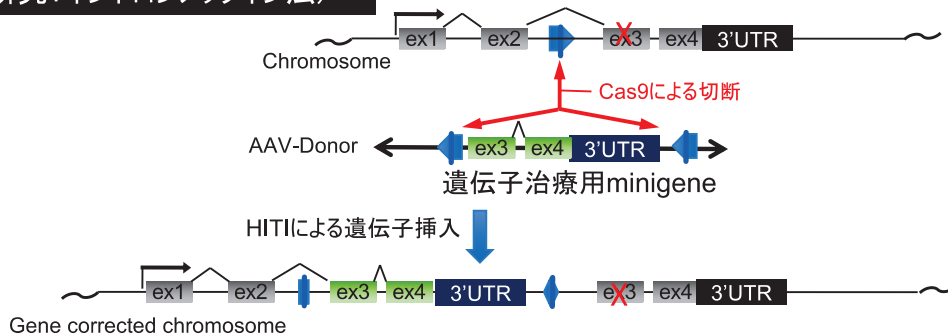 ex1 ex2 ex3 ex4 3'UTR
Chromosome
Cas9による切断
AAV-Donor
ex3 ex4 3'UTR
遺伝子治療用minigene
HITIによる遺伝子挿入
ex1 ex2 ex3 ex4 3'UTR ex3 ex4 3'UTR
Gene corrected chromosome